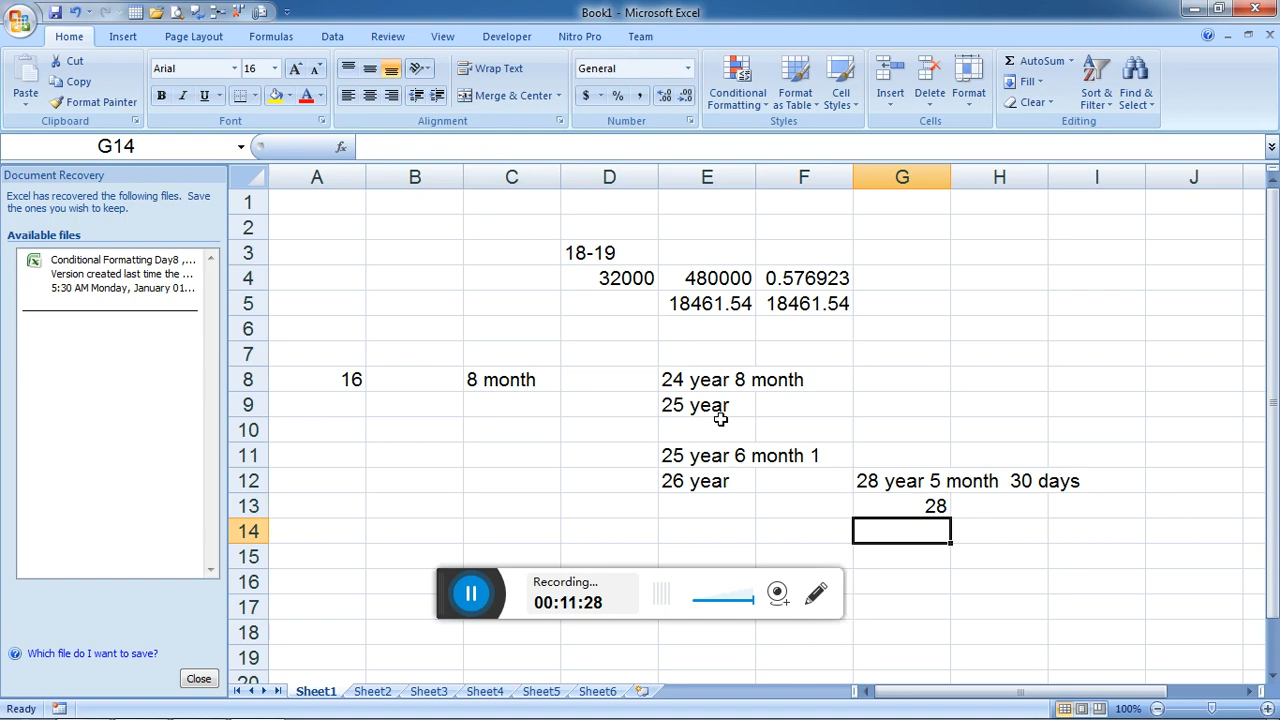 Book1 - Microsoft Excel
Home Insert Page Layout Formulas Data Review View Developer Nitro Pro Team
Paste
Cut
Copy
Format Painter
Clipboard
Arial 16
B I U
Font
Wrap Text
Merge & Center
Alignment
General
$ % ,
Number
Conditional Formatting
Format as Table
Cell Styles
Styles
Insert Delete Format
Cells
AutoSum
Fill
Clear
Sort & Filter
Find & Select
Editing
G14 fx
Document Recovery
Excel has recovered the following files. Save
the ones you wish to keep.
Available files
Conditional Formatting Day8 ,...
Version created last time the ...
5:30 AM Monday, January 01...
Which file do I want to save?
Close
A B C D E F G H I J
1
2
3 18-19
4 32000 480000 0.576923
5 18461.54 18461.54
6
7
8 16 8 month 24 year 8 month
9 25 year
10
11 25 year 6 month 1
12 26 year 28 year 5 month 30 days
13 28
14
15
16
17
18
19
20
Recording...
00:11:28
Sheet1 Sheet2 Sheet3 Sheet4 Sheet5 Sheet6
Ready 100%